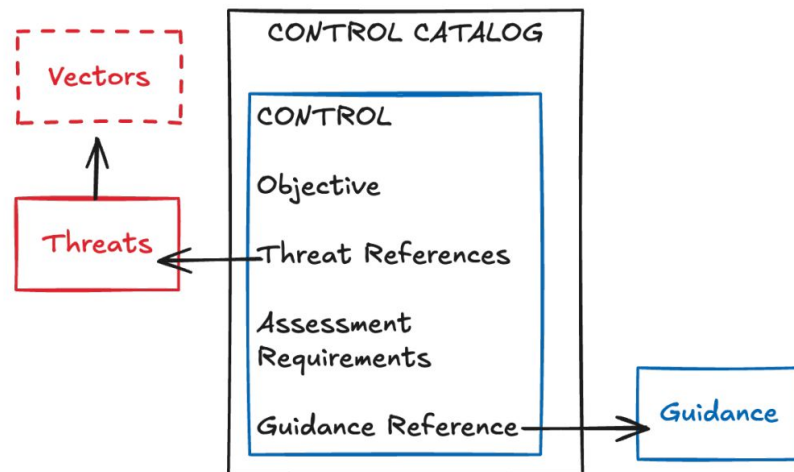 CONTROL CATALOG
Vectors
CONTROL
Objective
Threats
Threat References
Assessment
Requirements
Guidance Reference
Guidance